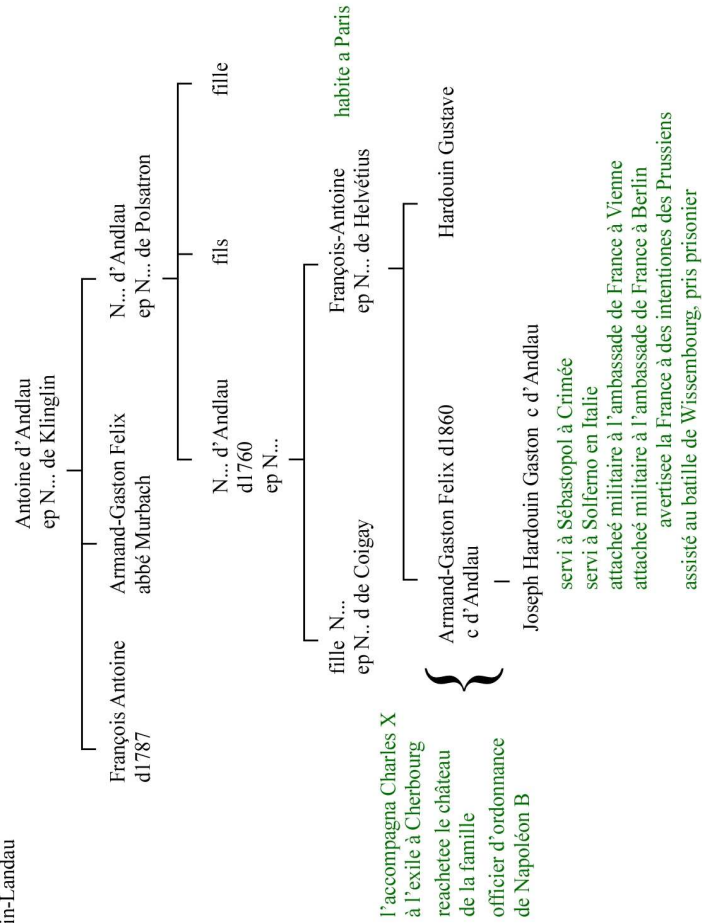 in-Landau
Antoine d'Andlau
ep N... de Klinglin
François Antoine
d1787
Armand-Gaston Felix
abbé Murbach
N... d'Andlau
ep N... de Polsatron
N... d'Andlau
d1760
ep N...
fils
fille
fille N...
ep N.. d de Coigay
François-Antoine
ep N... de Helvétius
habite a Paris
l'accompagna Charles X
à l'exile à Cherbourg
reachetee le château
de la famille
officier d'ordonnance
de Napoléon B
Armand-Gaston Felix d1860
c d'Andlau
Hardouin Gustave
Joseph Hardouin Gaston c d'Andlau
servi à Sébastopol à Crimée
servi à Solferno en Italie
attacheé militaire à l'ambassade de France à Vienne
attacheé militaire à l'ambassade de France à Berlin
avertisee la France à des intentiones des Prussiens
assisté au batille de Wissembourg, pris prisonier